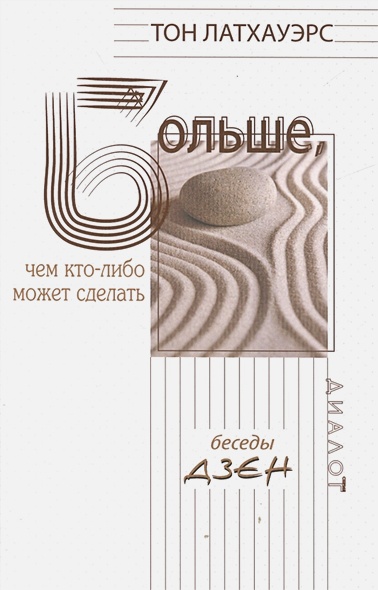 ТОН ЛАТХАУЭРС
Больше,
чем кто-либо
может сделать
ДИАЛОГ
беседы
ДЗЕН